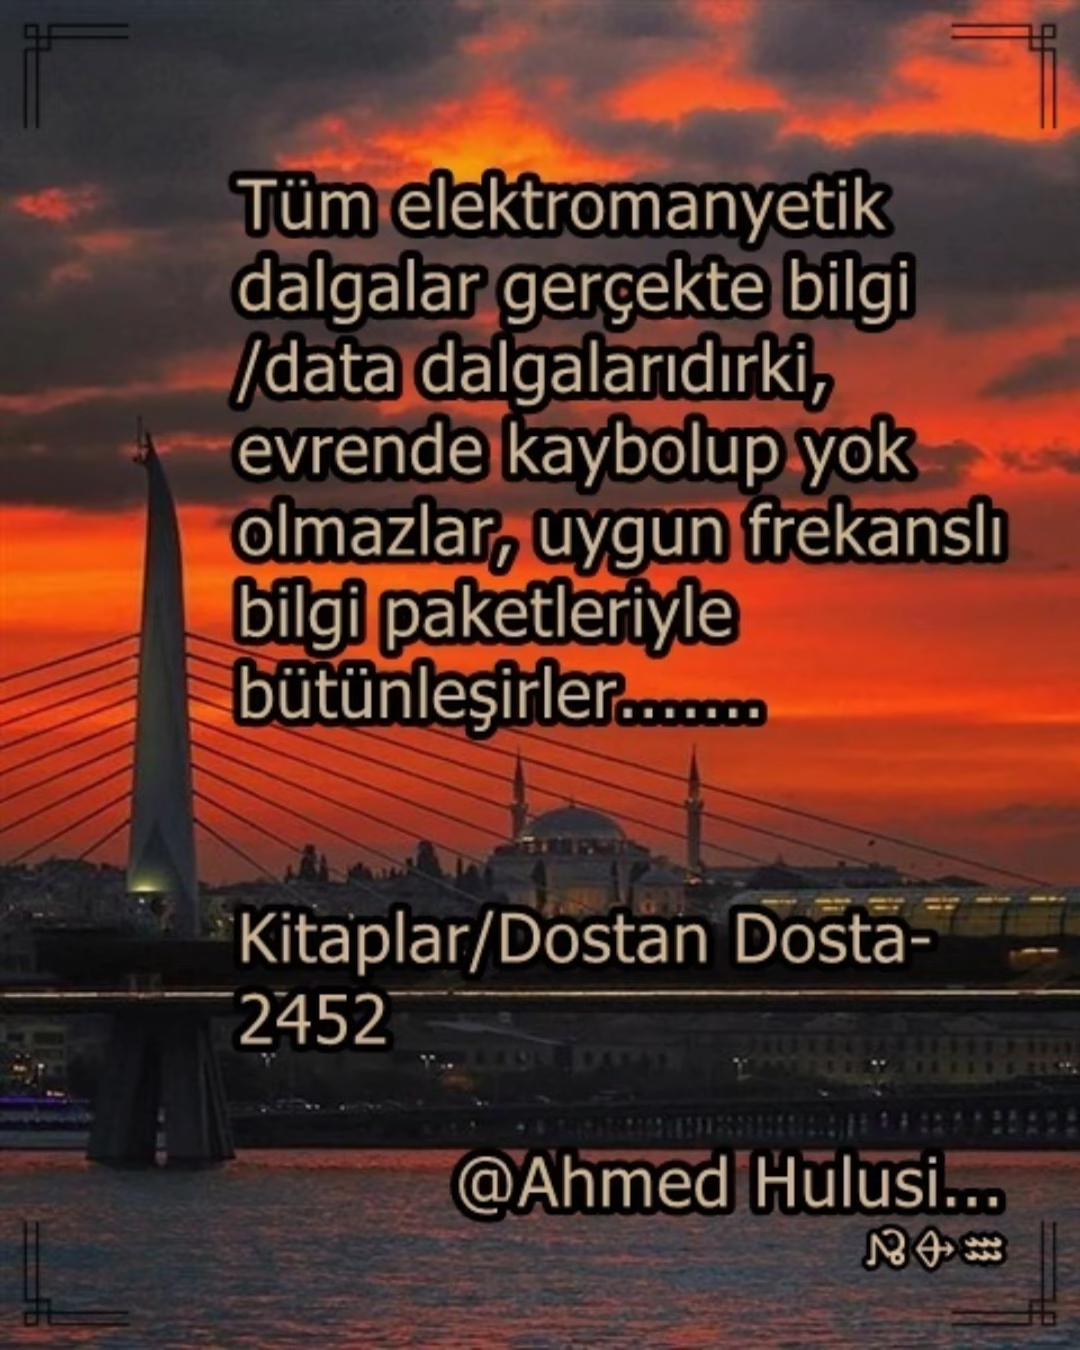 Tüm elektromanyetik
dalgalar gerçekte bilgi
/data dalgalarıdırki,
evrende kaybolup yok
olmazlar, uygun frekanslı
bilgi paketleriyle
bütünleşirler.......
Kitaplar/Dostan Dosta-
2452
@Ahmed Hulusi...